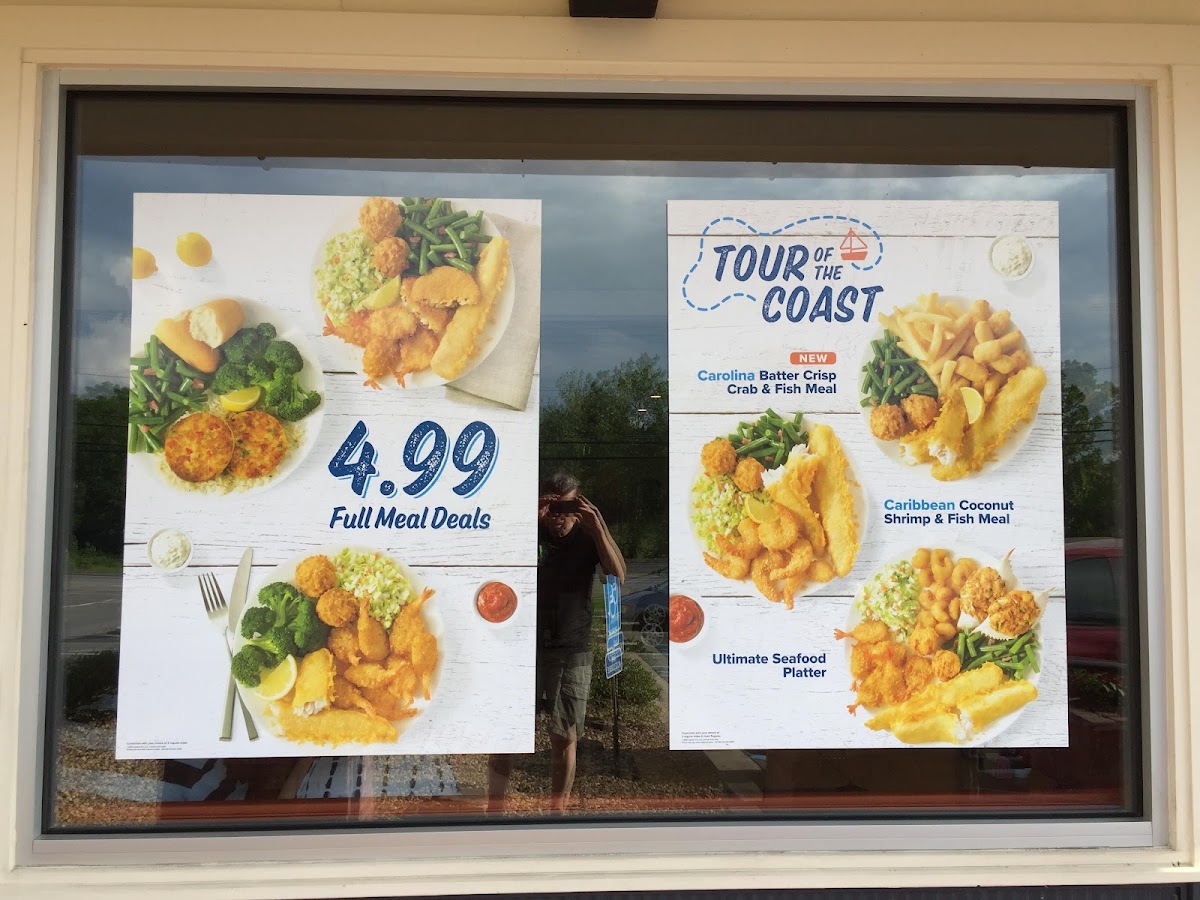 4.99
Full Meal Deals
TOUR OF
THE
COAST
NEW
Carolina Batter Crisp
Crab & Fish Meal
Caribbean Coconut
Shrimp & Fish Meal
Ultimate Seafood
Platter